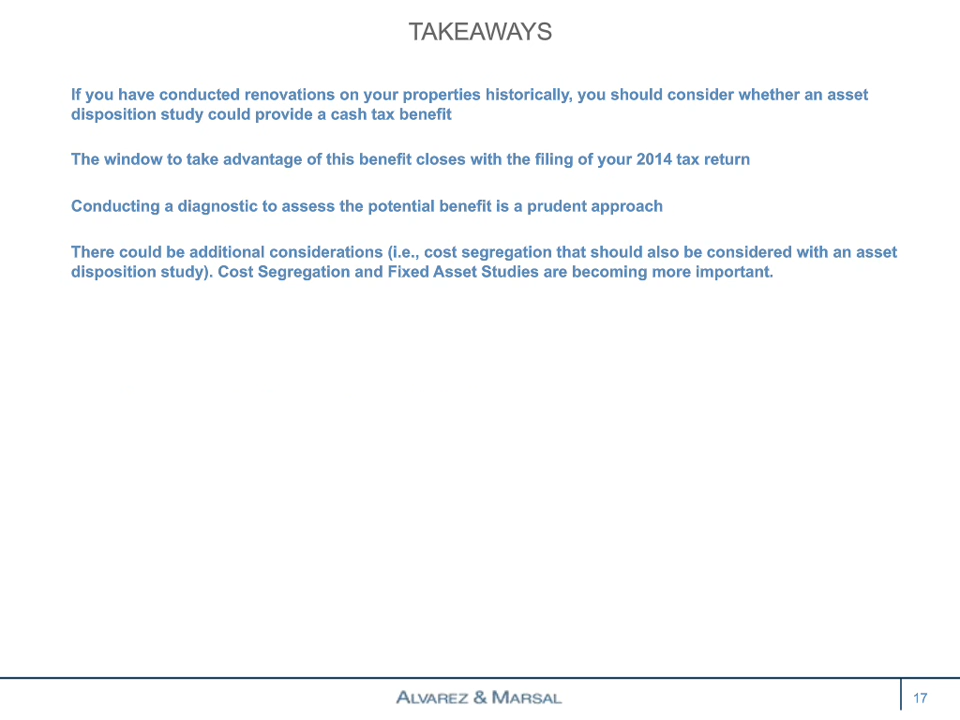 TAKEAWAYS
If you have conducted renovations on your properties historically, you should consider whether an asset
disposition study could provide a cash tax benefit
The window to take advantage of this benefit closes with the filing of your 2014 tax return
Conducting a diagnostic to assess the potential benefit is a prudent approach
There could be additional considerations (i.e., cost segregation that should also be considered with an asset
disposition study). Cost Segregation and Fixed Asset Studies are becoming more important.
ALVAREZ & MARSAL
17